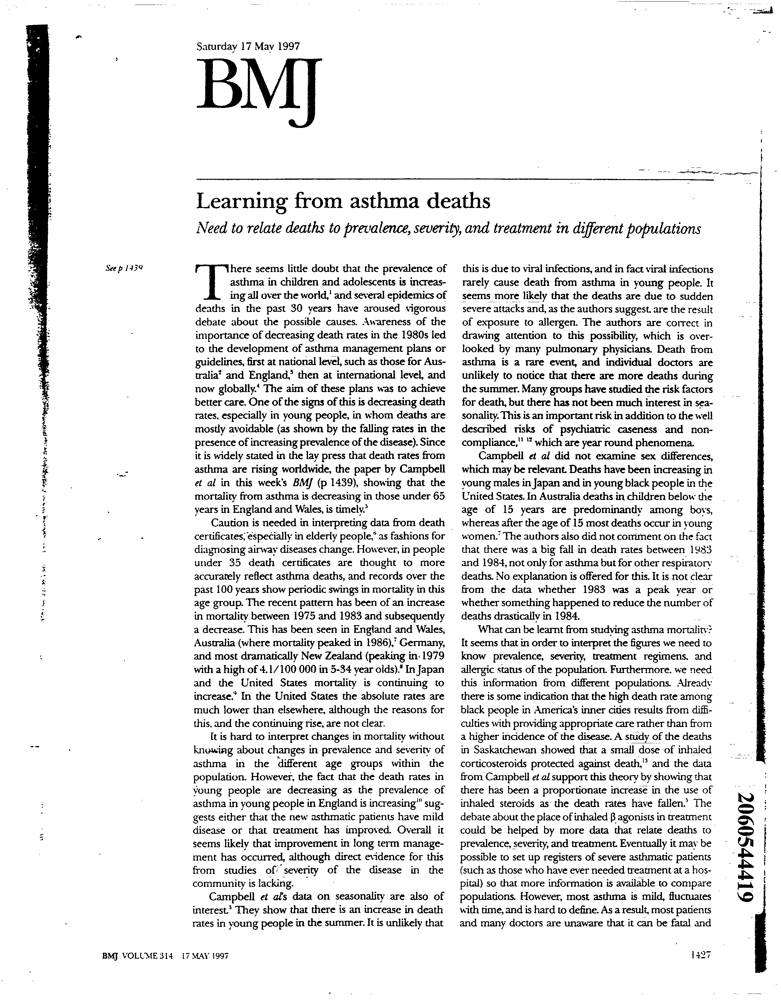 Saturday 17 May 1997
BMJ
Learning from asthma deaths
Need to relate deaths to prevalence, severity, and treatment in different populations
See p 1439
There seems little doubt that the prevalence of
asthma in children and adolescents is increas-
ing all over the world,1 and several epidemics of
deaths in the past 30 years have aroused vigorous
debate about the possible causes. Awareness of the
importance of decreasing death rates in the 1980s led
to the development of asthma management plans or
guidelines, first at national level, such as those for Aus-
tralia2 and England,3 then at international level, and
now globally.4 The aim of these plans was to achieve
better care. One of the signs of this is decreasing death
rates, especially in young people, in whom deaths are
mostly avoidable (as shown by the falling rates in the
presence of increasing prevalence of the disease). Since
it is widely stated in the lay press that death rates from
asthma are rising worldwide, the paper by Campbell
et al in this week's BMJ (p 1439), showing that the
mortality from asthma is decreasing in those under 65
years in England and Wales, is timely.5
Caution is needed in interpreting data from death
certificates, especially in elderly people,6 as fashions for
diagnosing airway diseases change. However, in people
under 35 death certificates are thought to more
accurately reflect asthma deaths, and records over the
past 100 years show periodic swings in mortality in this
age group. The recent pattern has been of an increase
in mortality between 1975 and 1983 and subsequently
a decrease. This has been seen in England and Wales,
Australia (where mortality peaked in 1986),7 Germany,
and most dramatically New Zealand (peaking in 1979
with a high of 4.1/100 000 in 5-34 year olds).8 In Japan
and the United States mortality is continuing to
increase.9 In the United States the absolute rates are
much lower than elsewhere, although the reasons for
this, and the continuing rise, are not clear.
It is hard to interpret changes in mortality without
knowing about changes in prevalence and severity of
asthma in the different age groups within the
population. However, the fact that the death rates in
young people are decreasing as the prevalence of
asthma in young people in England is increasing10 sug-
gests either that the new asthmatic patients have mild
disease or that treatment has improved. Overall it
seems likely that improvement in long term manage-
ment has occurred, although direct evidence for this
from studies of severity of the disease in the
community is lacking.
Campbell et al's data on seasonality are also of
interest.5 They show that there is an increase in death
rates in young people in the summer. It is unlikely that
this is due to viral infections, and in fact viral infections
rarely cause death from asthma in young people. It
seems more likely that the deaths are due to sudden
severe attacks and, as the authors suggest, are the result
of exposure to allergen. The authors are correct in
drawing attention to this possibility, which is over-
looked by many pulmonary physicians. Death from
asthma is a rare event, and individual doctors are
unlikely to notice that there are more deaths during
the summer. Many groups have studied the risk factors
for death, but there has not been much interest in sea-
sonality. This is an important risk in addition to the well
described risks of psychiatric caseness and non-
compliance,11 12 which are year round phenomena.
Campbell et al did not examine sex differences,
which may be relevant. Deaths have been increasing in
young males in Japan and in young black people in the
United States. In Australia deaths in children below the
age of 15 years are predominantly among boys,
whereas after the age of 15 most deaths occur in young
women.7 The authors also did not comment on the fact
that there was a big fall in death rates between 1983
and 1984, not only for asthma but for other respiratory
deaths. No explanation is offered for this. It is not clear
from the data whether 1983 was a peak year or
whether something happened to reduce the number of
deaths drastically in 1984.
What can be learnt from studying asthma mortality?
It seems that in order to interpret the figures we need to
know prevalence, severity, treatment regimens, and
allergic status of the population. Furthermore, we need
this information from different populations. Already
there is some indication that the high death rate among
black people in America's inner cities results from diffi-
culties with providing appropriate care rather than from
a higher incidence of the disease. A study of the deaths
in Saskatchewan showed that a small dose of inhaled
corticosteroids protected against death,13 and the data
from Campbell et al support this theory by showing that
there has been a proportionate increase in the use of
inhaled steroids as the death rates have fallen.5 The
debate about the place of inhaled β agonists in treatment
could be helped by more data that relate deaths to
prevalence, severity, and treatment. Eventually it may be
possible to set up registers of severe asthmatic patients
(such as those who have ever needed treatment at a hos-
pital) so that more information is available to compare
populations. However, most asthma is mild, fluctuates
with time, and is hard to define. As a result, most patients
and many doctors are unaware that it can be fatal and
2060544419
BMJ VOLUME 314 17 MAY 1997
1427